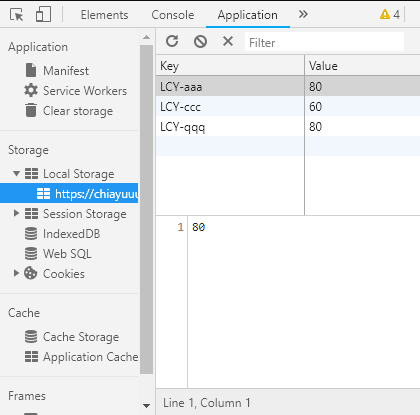 Elements Console Application 4
Application
Manifest
Service Workers
Clear storage
Storage
Local Storage
https://chiayuuu
Session Storage
IndexedDB
Web SQL
Cookies
Cache
Cache Storage
Application Cache
Frames
Filter
Key Value
LCY-aaa 80
LCY-ccc 60
LCY-qqq 80
1 80
Line 1, Column 1